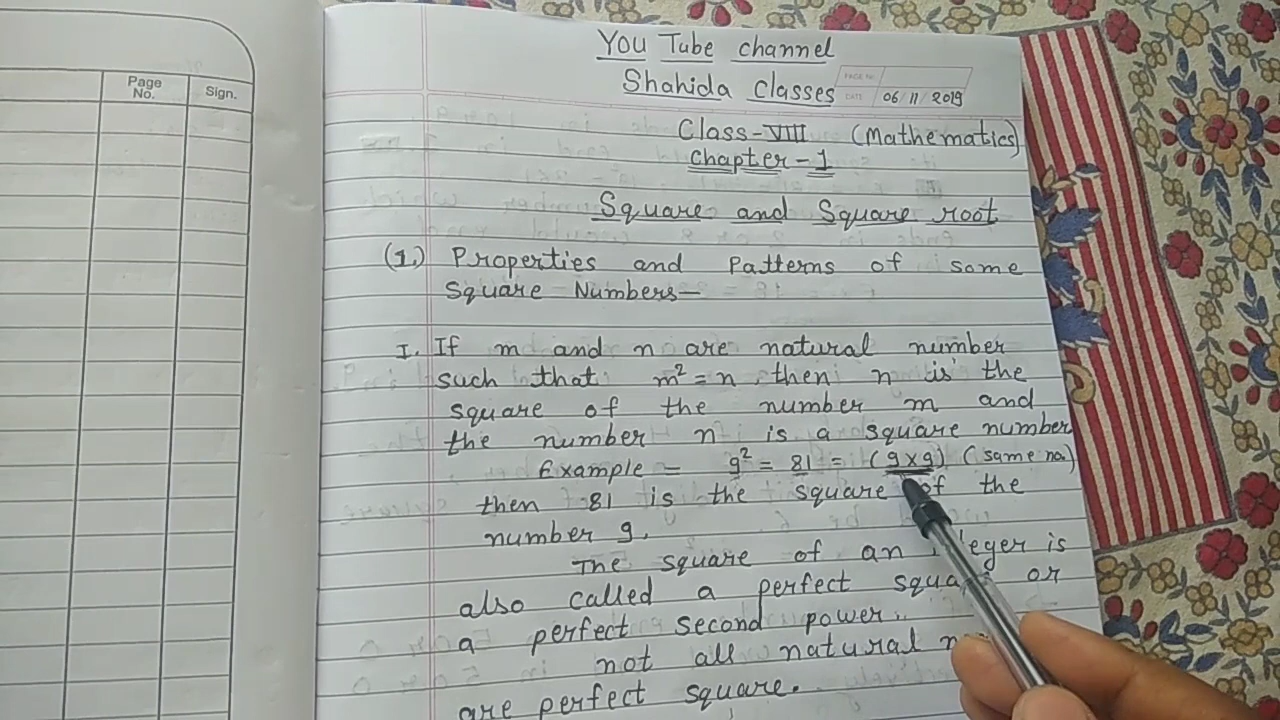 Page
No.
Sign.
You Tube channel
Shahida Classes
PAGE No.
DATE 06/11/2019
Class-VIII (Mathematics)
Chapter-1
Square and Square root
(1.) Properties and Patterns of some
Square Numbers—
I. If m and n are natural number
such that m² = n, then n is the
square of the number m and
the number n is a square number
Example = 9² = 81 = (9×9) (same no.)
then 81 is the square of the
number 9.
The square of an
also called a perfect or
a perfect second power.
not all natural
are perfect square.